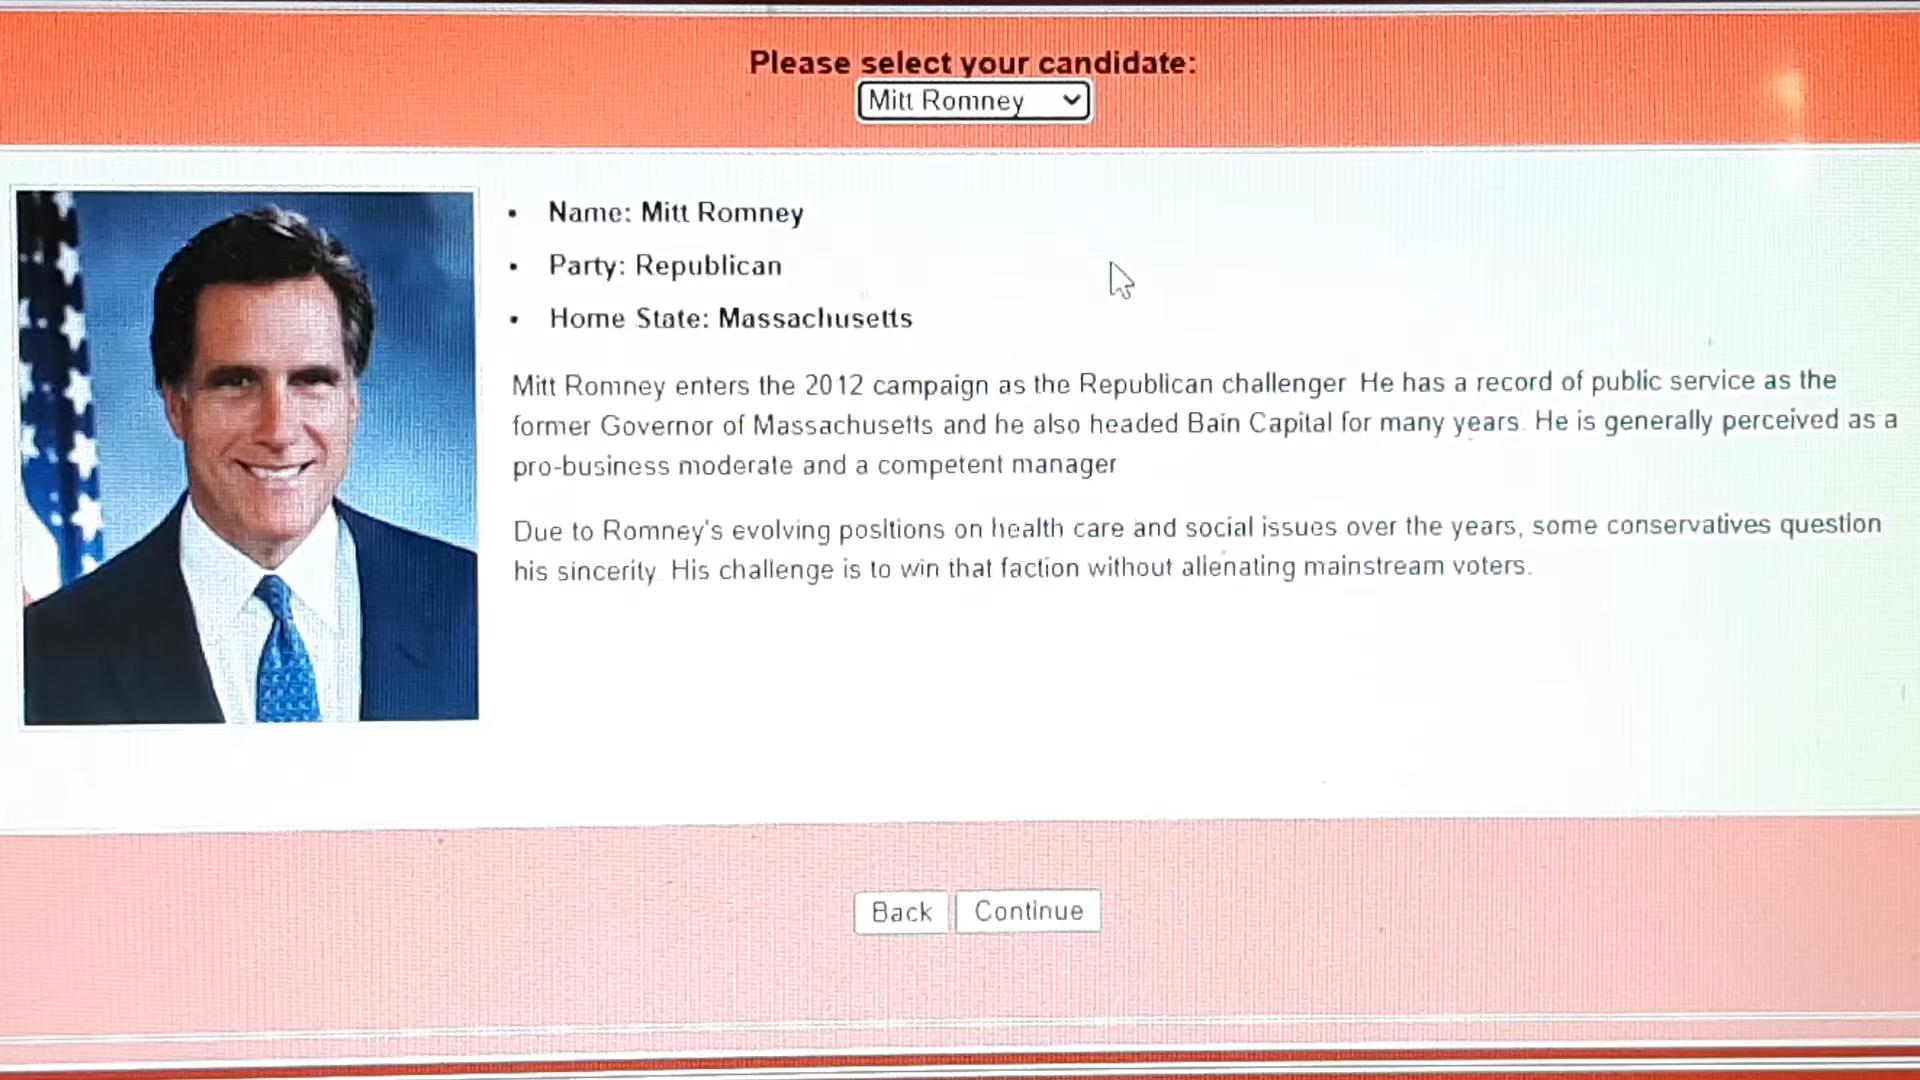 Please select your candidate:
Mitt Romney
• Name: Mitt Romney
• Party: Republican
• Home State: Massachusetts
Mitt Romney enters the 2012 campaign as the Republican challenger. He has a record of public service as the
former Governor of Massachusetts and he also headed Bain Capital for many years. He is generally perceived as a
pro-business moderate and a competent manager.
Due to Romney's evolving positions on health care and social issues over the years, some conservatives question
his sincerity. His challenge is to win that faction without alienating mainstream voters.
Back Continue